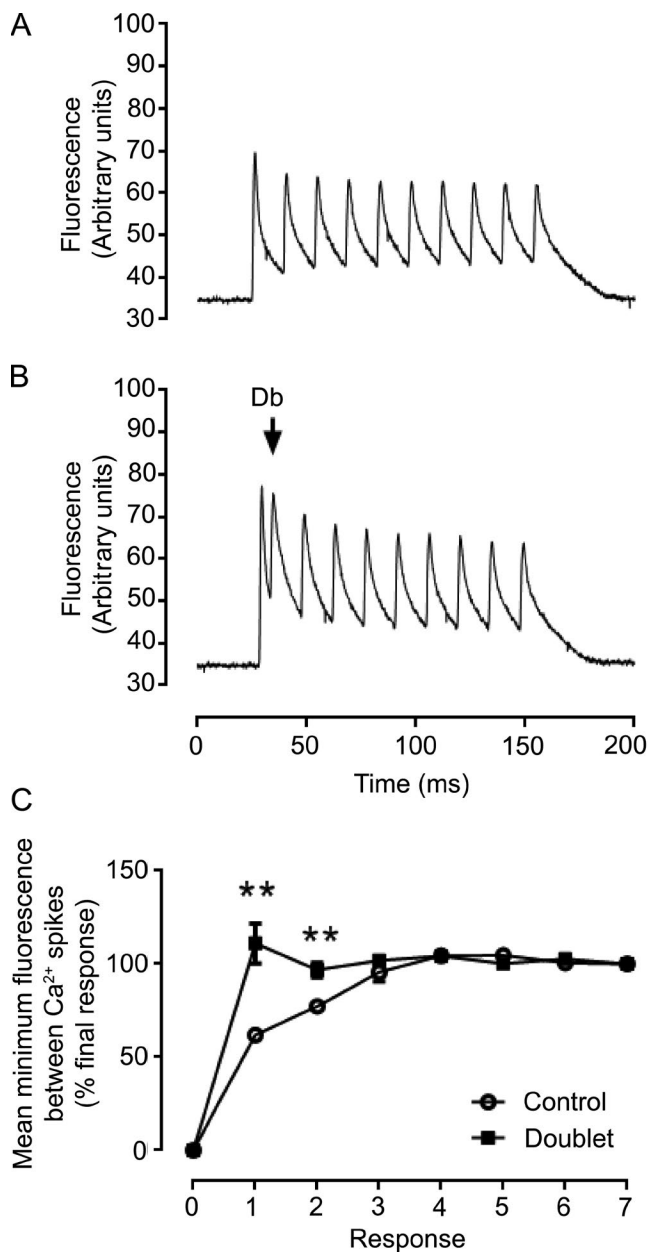 A
Fluorescence
(Arbitrary units)
100
90
80
70
60
50
40
30
B
Fluorescence
(Arbitrary units)
100
90
80
70
60
50
40
30
Db
0 50 100 150 200
Time (ms)
C
Mean minimum fluorescence
between Ca²⁺ spikes
(% final response)
150
100
50
0
**
**
Control
Doublet
0 1 2 3 4 5 6 7
Response